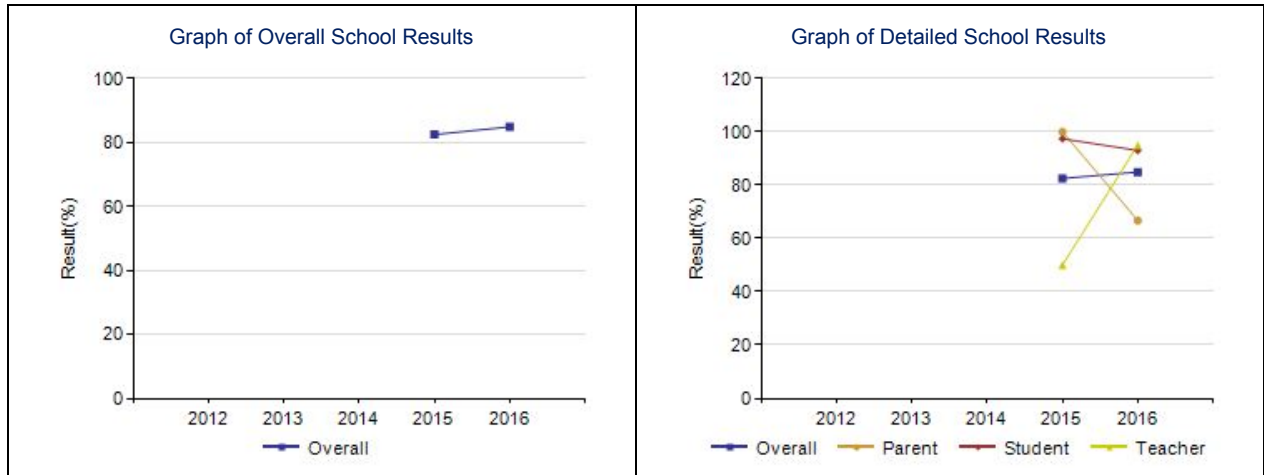 Graph of Overall School Results
100
80
60
40
20
0
Result(%)
2012 2013 2014 2015 2016
Overall
Graph of Detailed School Results
120
100
80
60
40
20
0
Result(%)
2012 2013 2014 2015 2016
Overall Parent Student Teacher